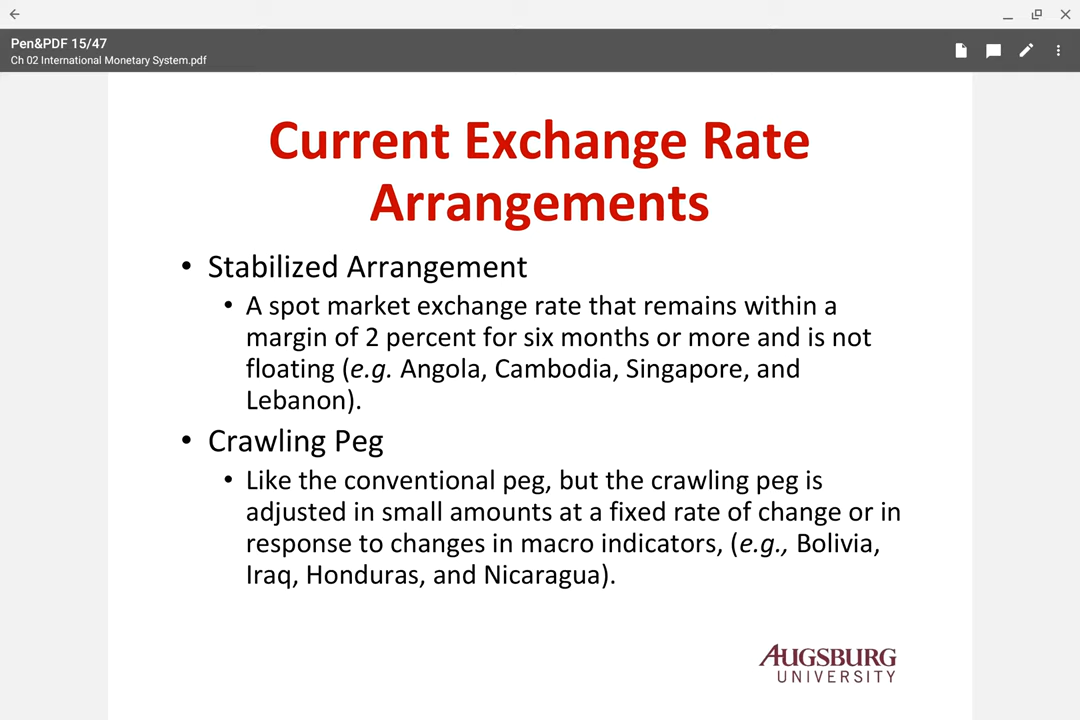 Pen&PDF 15/47
Ch 02 International Monetary System.pdf
Current Exchange Rate
Arrangements
• Stabilized Arrangement
• A spot market exchange rate that remains within a
margin of 2 percent for six months or more and is not
floating (e.g. Angola, Cambodia, Singapore, and
Lebanon).
• Crawling Peg
• Like the conventional peg, but the crawling peg is
adjusted in small amounts at a fixed rate of change or in
response to changes in macro indicators, (e.g., Bolivia,
Iraq, Honduras, and Nicaragua).
AUGSBURG
UNIVERSITY